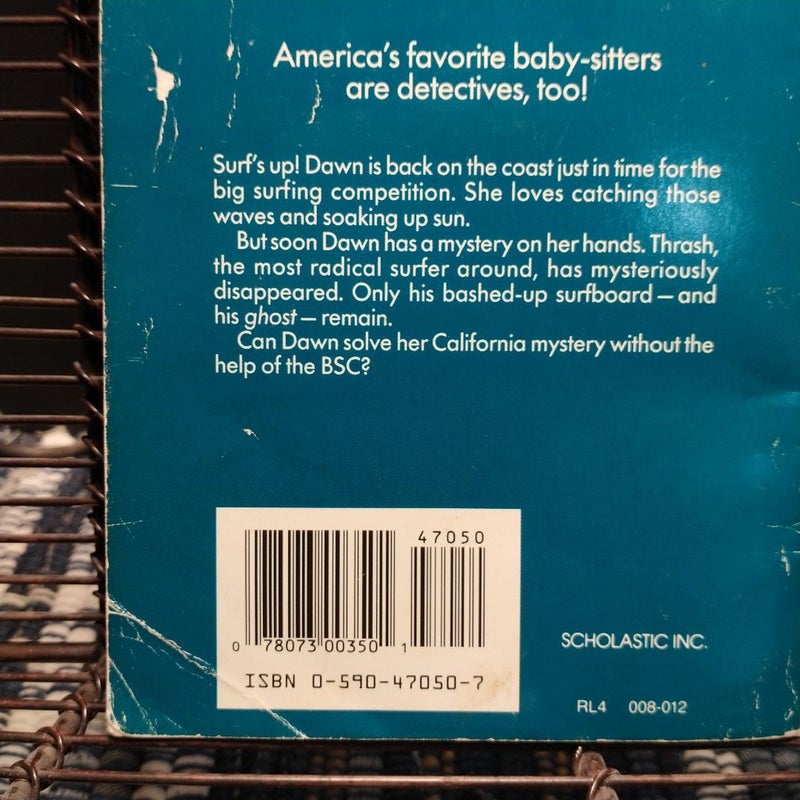 America's favorite baby-sitters
are detectives, too!
Surf's up! Dawn is back on the coast just in time for the
big surfing competition. She loves catching those
waves and soaking up sun.
But soon Dawn has a mystery on her hands. Thrash,
the most radical surfer around, has mysteriously
disappeared. Only his bashed-up surfboard — and
his ghost — remain.
Can Dawn solve her California mystery without the
help of the BSC?
47050
0 78073 00350 1
ISBN 0-590-47050-7
SCHOLASTIC INC.
RL4 008-012